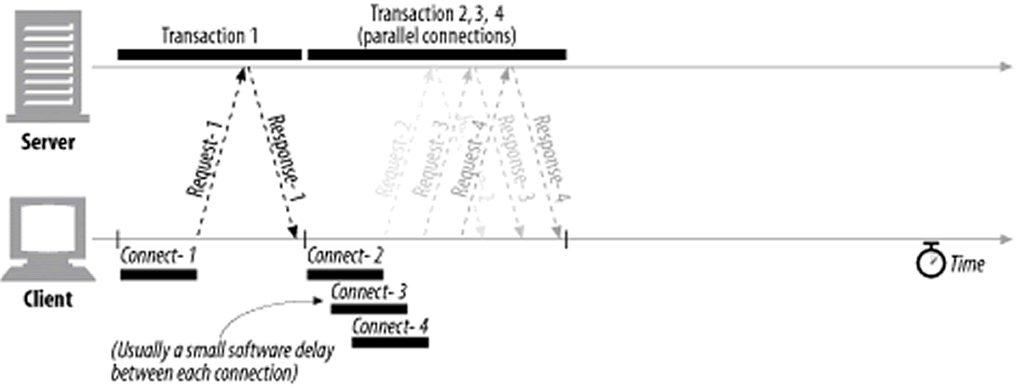 Transaction 1
Transaction 2, 3, 4
(parallel connections)
Server
Request- 1
Response- 1
Request- 2
Request- 3
Request- 4
Response- 3
Response- 4
Client
Connect- 1
Connect- 2
Connect- 3
Connect- 4
Time
(Usually a small software delay
between each connection)